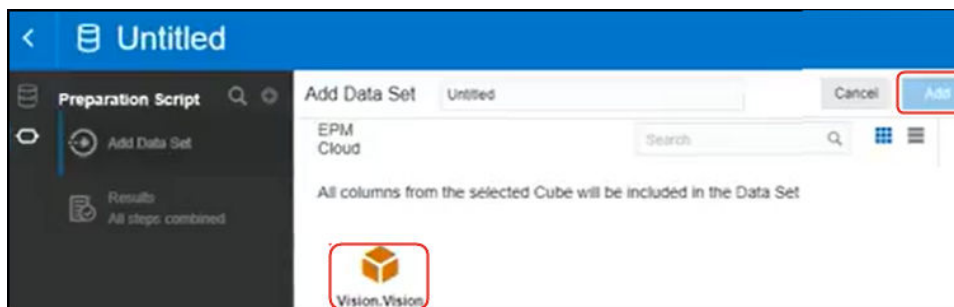 Untitled
Preparation Script
Add Data Set
Results
All steps combined
Add Data Set
Untitled
Cancel
Add
EPM
Cloud
Search
All columns from the selected Cube will be included in the Data Set
Vision.Vision